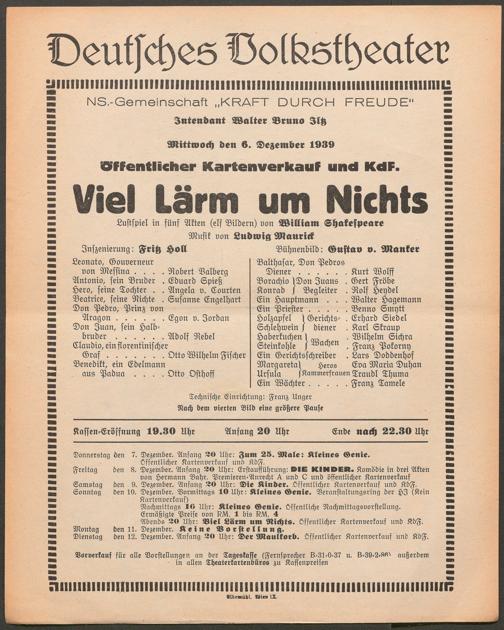 Deutsches Volkstheater
NS.-Gemeinschaft „KRAFT DURCH FREUDE“
Intendant Walter Bruno Iltz
Mittwoch den 6. Dezember 1939
Öffentlicher Kartenverkauf und KdF.
Viel Lärm um Nichts
Lustspiel in fünf Akten (elf Bildern) von William Shakespeare
Musik von Ludwig Maurick
Inszenierung: Fritz Holl Bühnenbild: Gustav v. Manker
Leonato, Gouverneur
von Messina . . . . Robert Valberg
Antonio, sein Bruder . Eduard Spieß
Hero, seine Tochter . . Angela v. Courten
Beatrice, seine Nichte . Susanne Engelhart
Don Pedro, Prinz von
Aragon . . . . . . Egon v. Jordan
Don Juan, sein Halb-
bruder . . . . . . Adolf Rebel
Claudio, ein florentinischer
Graf . . . . . . . Otto Wilhelm Fischer
Benedikt, ein Edelmann
aus Padua . . . . Otto Osthoff
Balthasar, Don Pedros
Diener . . . . . . Kurt Wolff
Borachio } Don Juans . Gert Fröbe
Konrad } Begleiter . Rolf Heydel
Ein Hauptmann . . . Walter Hagemann
Ein Priester . . . . . Benno Smytt
Holzapfel } Gerichts- . Erhard Siedel
Schlehwein } diener . . Karl Skraup
Haberkuchen } Wachen . Wilhelm Sichra
Steinkohle } Franz Pokorny
Ein Gerichtschreiber . . Lars Doddenhof
Margareta } Heros Eva Maria Duhan
Ursula } Kammerfrauen Traudl Thuma
Ein Wächter . . . . . Franz Tamele
Technische Einrichtung: Franz Unger
Nach dem vierten Bild eine größere Pause
Kassen-Eröffnung 19.30 Uhr Anfang 20 Uhr Ende nach 22.30 Uhr
Donnerstag den 7. Dezember. Anfang 20 Uhr: Zum 25. Male: Kleines Genie.
Öffentlicher Kartenverkauf und KdF.
Freitag den 8. Dezember. Anfang 20 Uhr: Erstaufführung: DIE KINDER. Komödie in drei Akten
von Hermann Bahr. Premieren-Anrecht A und C und öffentlicher Kartenverkauf
Samstag den 9. Dezember. Anfang 20 Uhr: Die Kinder. Öffentlicher Kartenverkauf und KdF.
Sonntag den 10. Dezember. Vormittags 10 Uhr: Kleines Genie. Veranstaltungsring der HJ (Kein
Kartenverkauf)
Nachmittags 16 Uhr: Kleines Genie. Öffentliche Nachmittagsvorstellung.
Ermäßigte Preise von RM. 1 bis RM. 4
Abends 20 Uhr: Viel Lärm um Nichts. Öffentlicher Kartenverkauf und KdF.
Montag den 11. Dezember. Keine Vorstellung.
Dienstag den 12. Dezember. Anfang 20 Uhr: Der Maulkorb. Öffentlicher Kartenverkauf und KdF.
Vorverkauf für alle Vorstellungen an der Tageskasse (Fernsprecher B-31-0-37 u. B-39-2-86) außerdem
in allen Theaterkartenbüros zu Kassenpreisen
Wien IX.